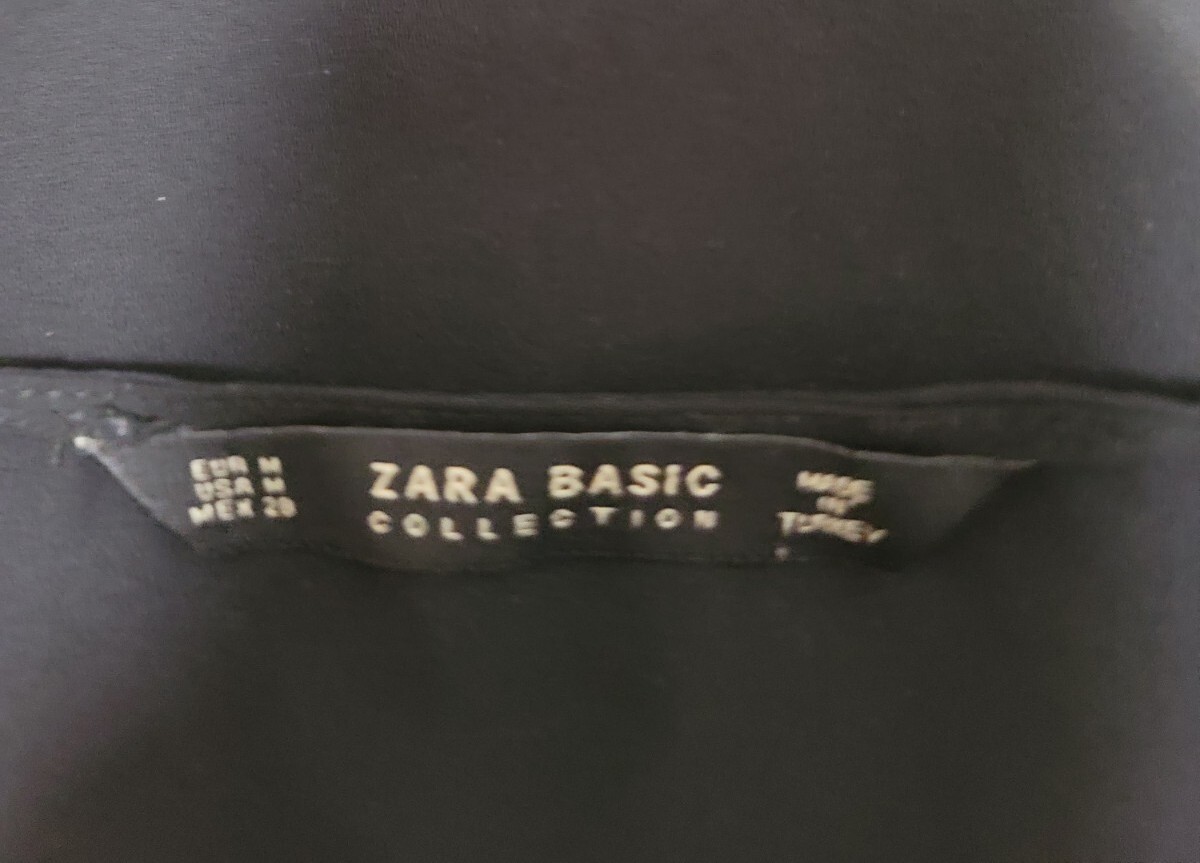 EUR M
USA M
MEX 28
ZARA BASIC
COLLECTION
MADE
IN
TURKEY